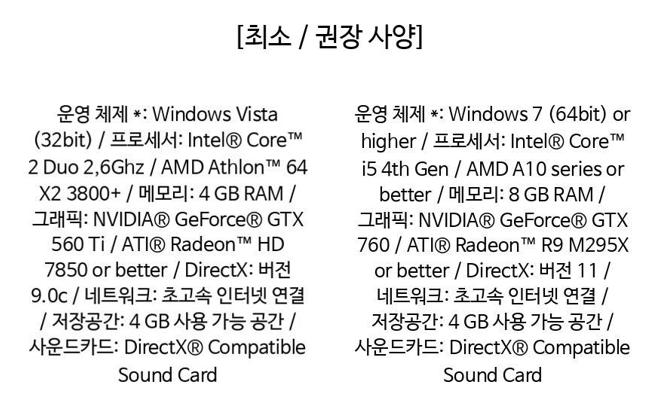 [최소 / 권장 사양]
운영 체제 *: Windows Vista
(32bit) / 프로세서: Intel® Core™
2 Duo 2,6Ghz / AMD Athlon™ 64
X2 3800+ / 메모리: 4 GB RAM /
그래픽: NVIDIA® GeForce® GTX
560 Ti / ATI® Radeon™ HD
7850 or better / DirectX: 버전
9.0c / 네트워크: 초고속 인터넷 연결
/ 저장공간: 4 GB 사용 가능 공간 /
사운드카드: DirectX® Compatible
Sound Card
운영 체제 *: Windows 7 (64bit) or
higher / 프로세서: Intel® Core™
i5 4th Gen / AMD A10 series or
better / 메모리: 8 GB RAM /
그래픽: NVIDIA® GeForce® GTX
760 / ATI® Radeon™ R9 M295X
or better / DirectX: 버전 11 /
네트워크: 초고속 인터넷 연결 /
저장공간: 4 GB 사용 가능 공간 /
사운드카드: DirectX® Compatible
Sound Card